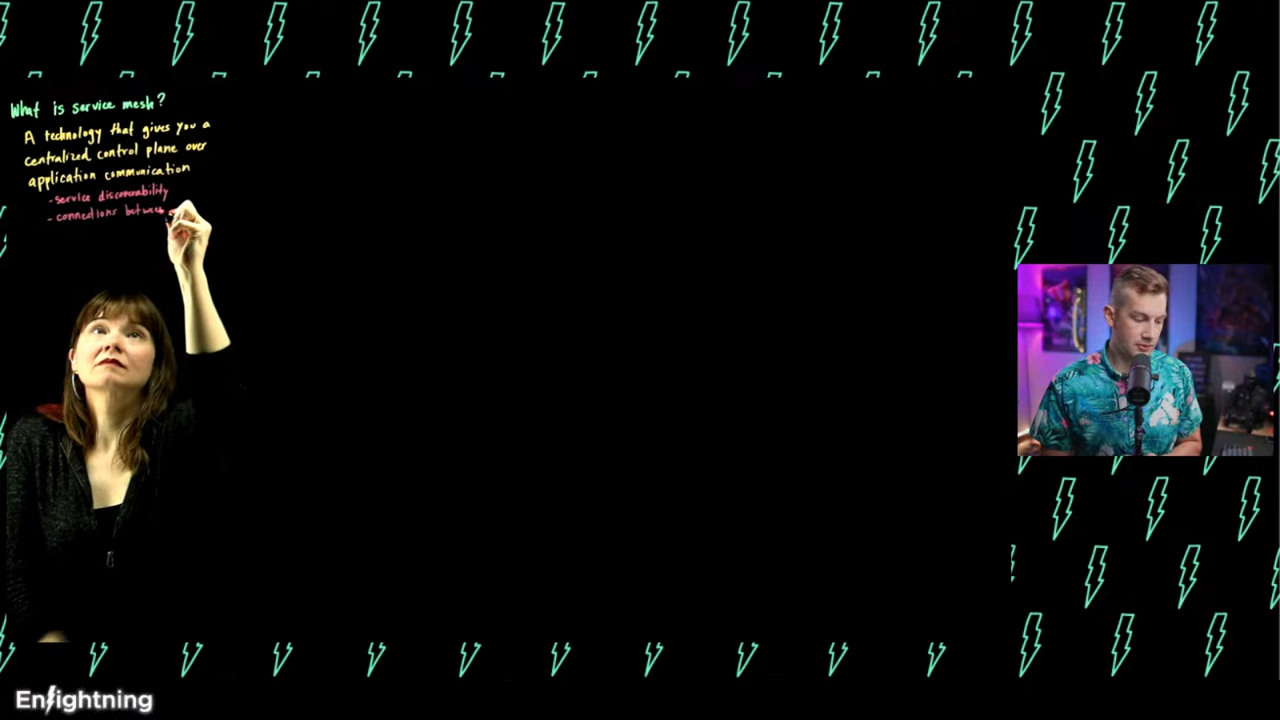 What is service mesh?
A technology that gives you a
centralized control plane over
application communication
- service discoverability
- connections between
Enlightning